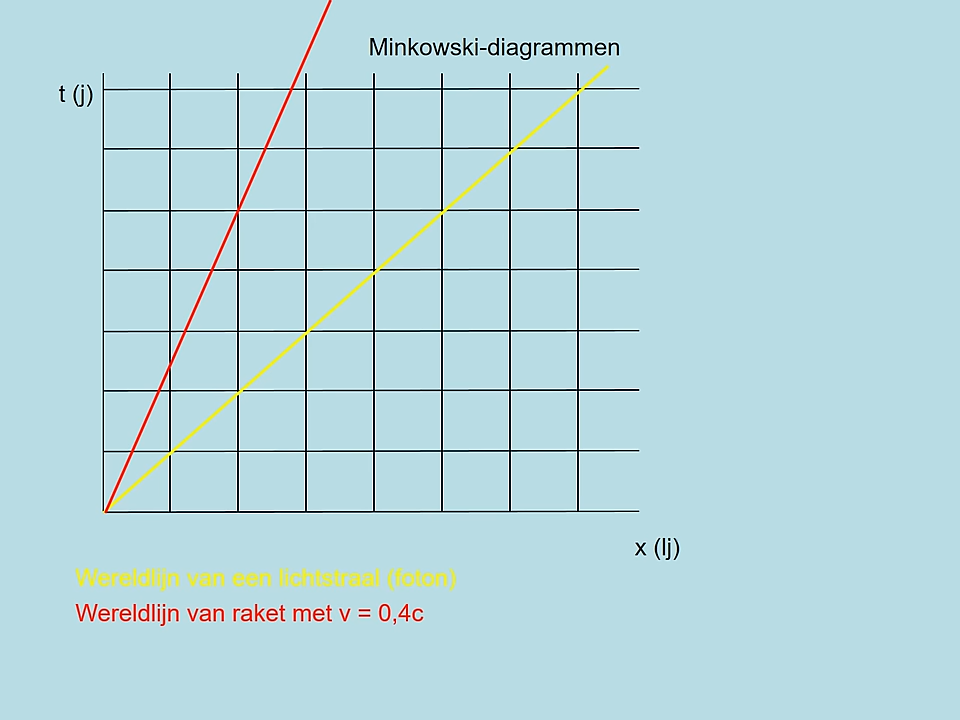 Minkowski-diagrammen
t (j)
x (lj)
Wereldlijn van een lichtstraal (foton)
Wereldlijn van raket met v = 0,4c